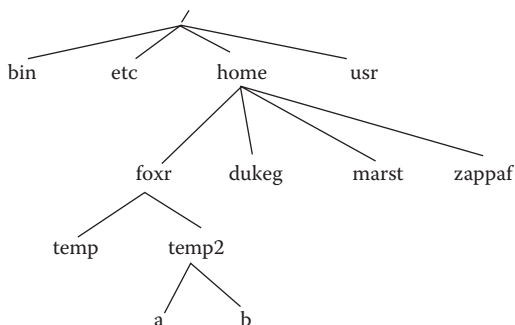 /
bin etc home usr
foxr dukeg marst zappaf
temp temp2
a b